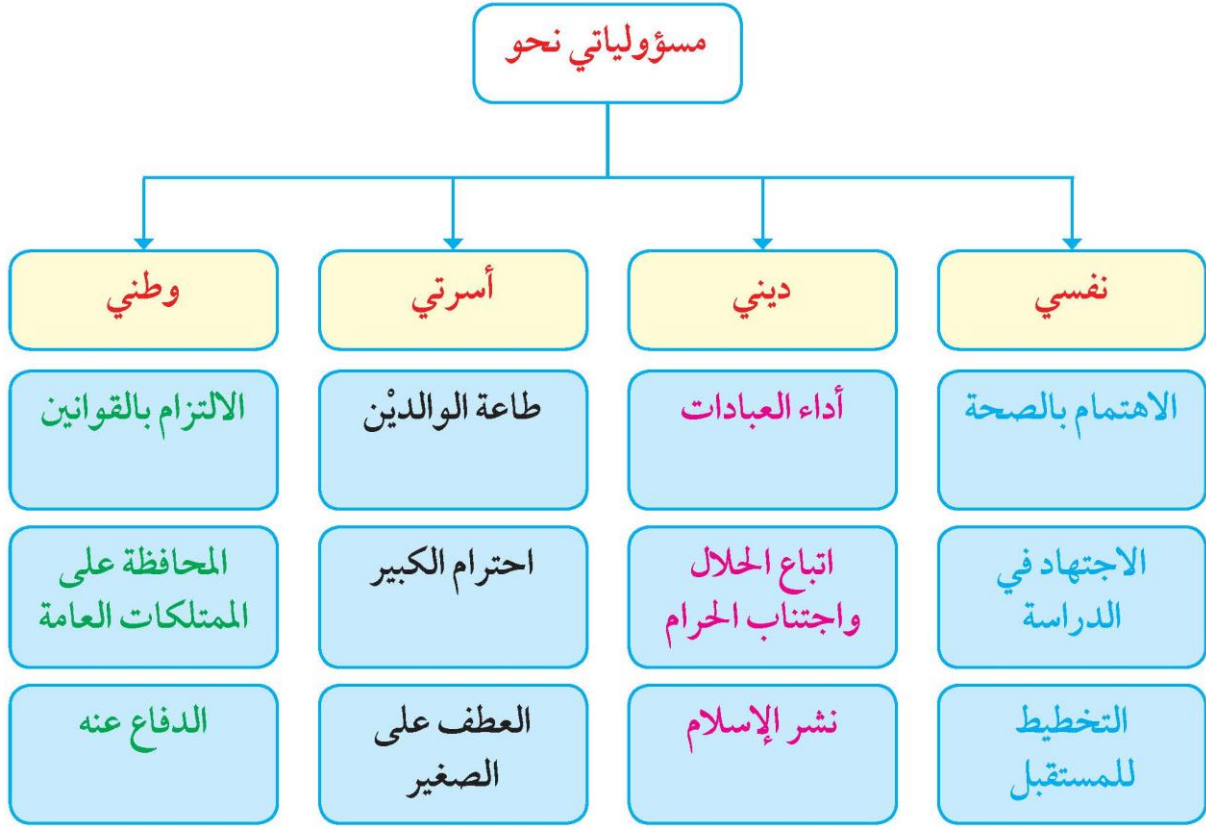 مسؤولياتي نحو
نفسي
الاهتمام بالصحة
الاجتهاد في
الدراسة
التخطيط
للمستقبل
ديني
أداء العبادات
اتباع الحلال
واجتناب الحرام
نشر الإسلام
أسرتي
طاعة الوالديْن
احترام الكبير
العطف على
الصغير
وطني
الالتزام بالقوانين
المحافظة على
الممتلكات العامة
الدفاع عنه